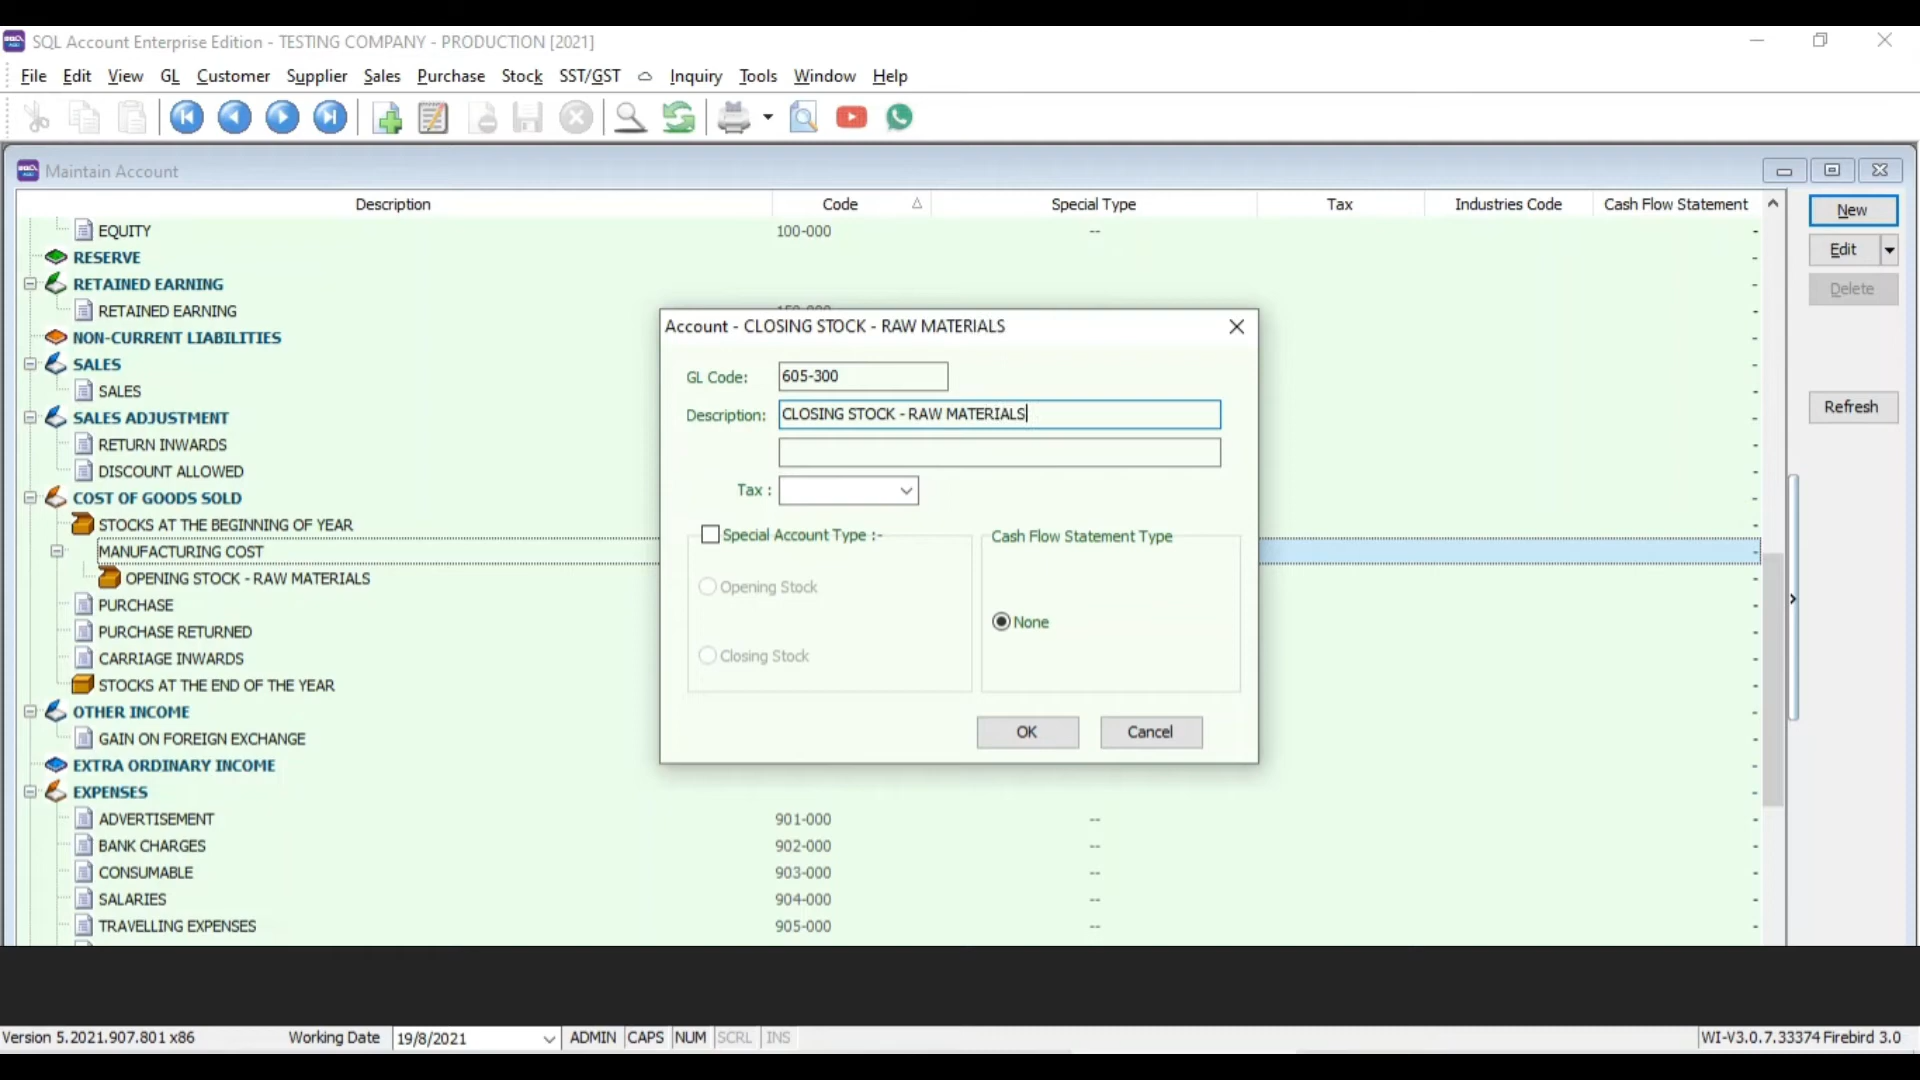 SQL Account Enterprise Edition - TESTING COMPANY - PRODUCTION [2021]
File Edit View GL Customer Supplier Sales Purchase Stock SST/GST Inquiry Tools Window Help
Maintain Account
Description Code Special Type Tax Industries Code Cash Flow Statement
New
Edit
Delete
Refresh
EQUITY 100-000 -- -
RESERVE -
RETAINED EARNING -
RETAINED EARNING -
NON-CURRENT LIABILITIES -
SALES -
SALES -
SALES ADJUSTMENT -
RETURN INWARDS -
DISCOUNT ALLOWED -
COST OF GOODS SOLD -
STOCKS AT THE BEGINNING OF YEAR -
MANUFACTURING COST -
OPENING STOCK - RAW MATERIALS -
PURCHASE -
PURCHASE RETURNED -
CARRIAGE INWARDS -
STOCKS AT THE END OF THE YEAR -
OTHER INCOME -
GAIN ON FOREIGN EXCHANGE -
EXTRA ORDINARY INCOME -
EXPENSES -
ADVERTISEMENT 901-000 -- -
BANK CHARGES 902-000 -- -
CONSUMABLE 903-000 -- -
SALARIES 904-000 -- -
TRAVELLING EXPENSES 905-000 -- -
Account - CLOSING STOCK - RAW MATERIALS
GL Code: 605-300
Description: CLOSING STOCK - RAW MATERIALS
Tax :
Special Account Type :-
Opening Stock
Closing Stock
Cash Flow Statement Type
None
OK Cancel
Version 5.2021.907.801 x86 Working Date 19/8/2021 ADMIN CAPS NUM SCRL INS WI-V3.0.7.33374 Firebird 3.0